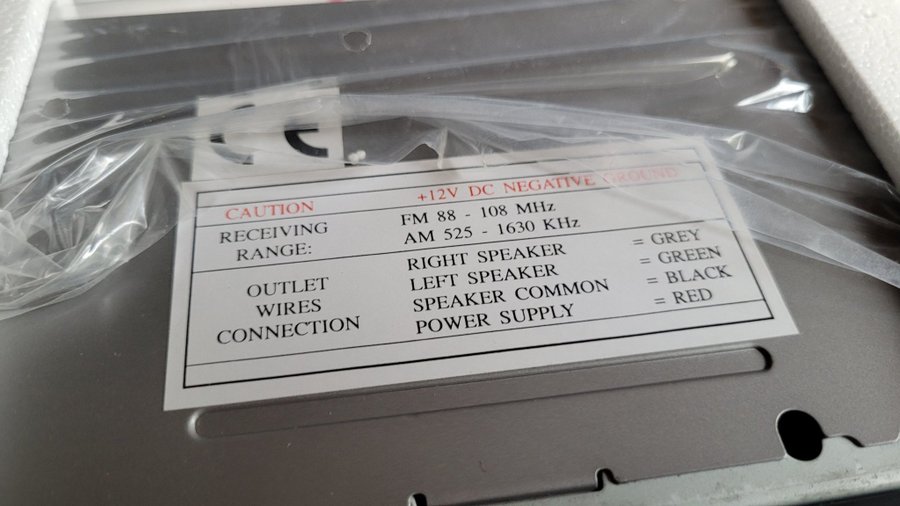 CE
CAUTION +12V DC NEGATIVE GROUND
RECEIVING RANGE: FM 88 - 108 MHz
AM 525 - 1630 KHz
OUTLET WIRES CONNECTION RIGHT SPEAKER = GREY
LEFT SPEAKER = GREEN
SPEAKER COMMON = BLACK
POWER SUPPLY = RED